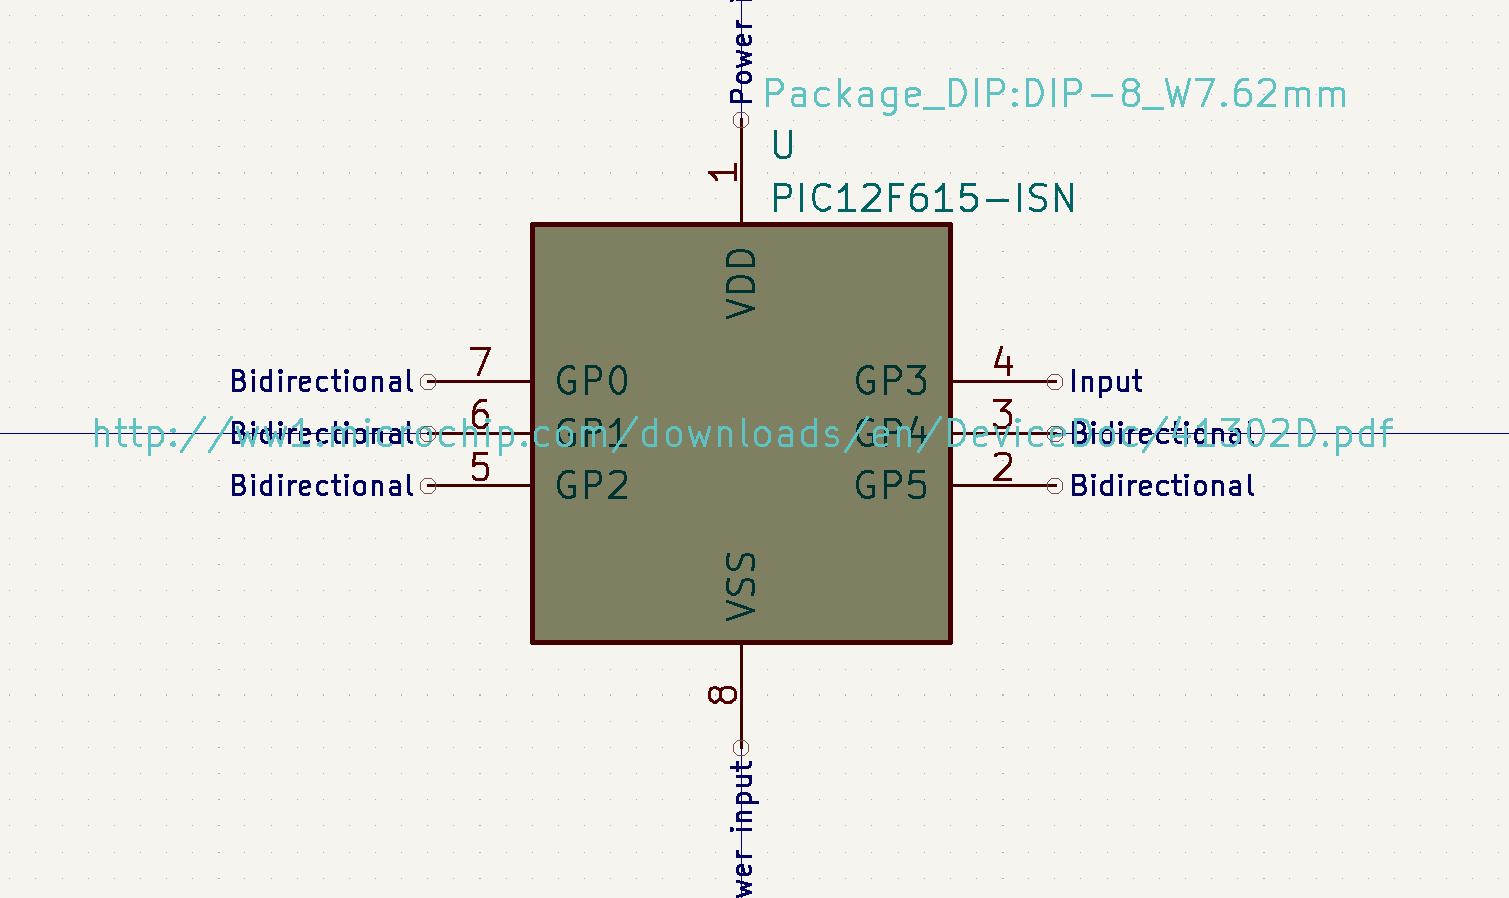 Power i
Package_DIP:DIP-8_W7.62mm
U
1
PIC12F615-ISN
VDD
7
4
Bidirectional
GP0
GP3
Input
6
3
Bidirectional
GP1
GP4
Bidirectional
http://ww1.microchip.com/downloads/en/DeviceDoc/41302D.pdf
5
2
Bidirectional
GP2
GP5
Bidirectional
VSS
8
wer input